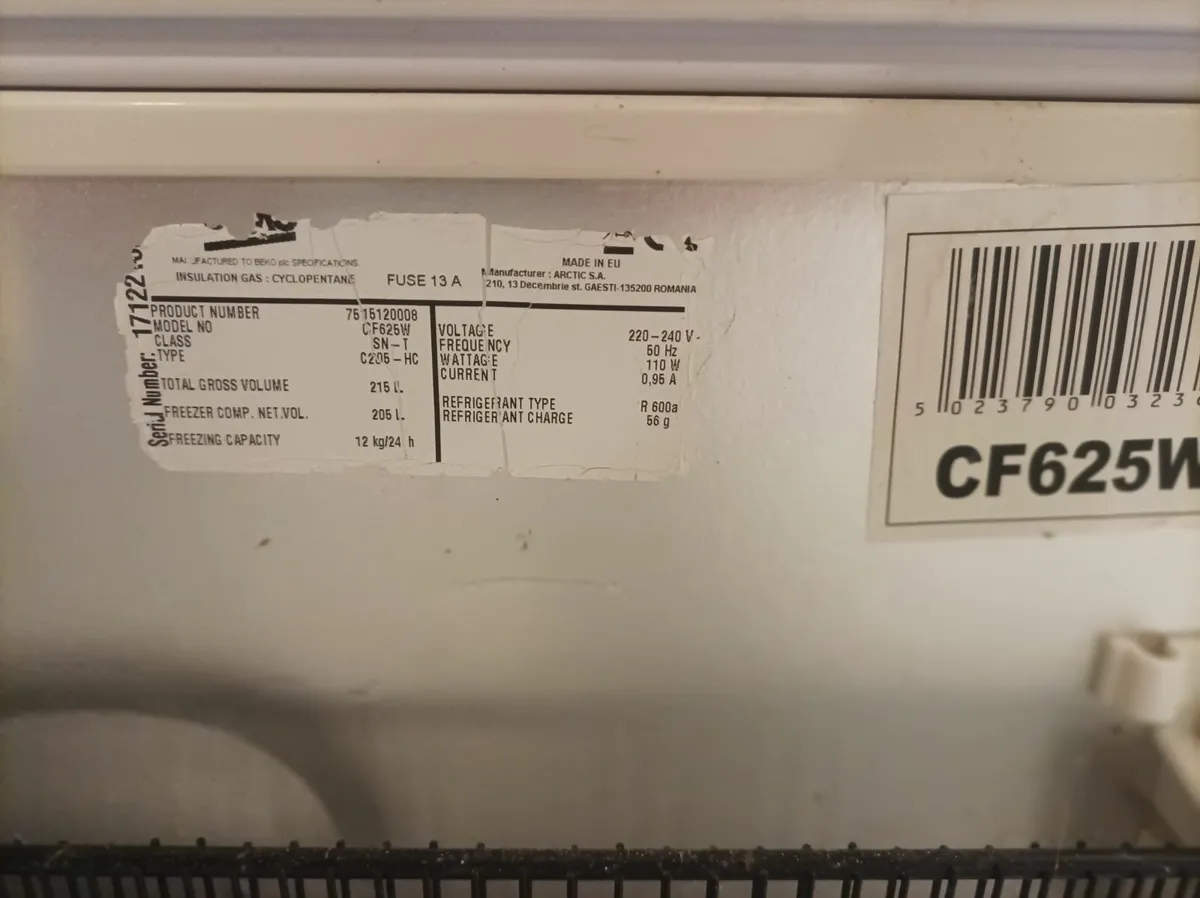 MANUFACTURED TO BEKO plc SPECIFICATIONS
INSULATION GAS : CYCLOPENTANE
FUSE 13 A
MADE IN EU
Manufacturer : ARCTIC S.A.
210, 13 Decembrie st. GAESTI-135200 ROMANIA
Serial Number.
PRODUCT NUMBER 7515120008
MODEL NO CF625W
CLASS SN-T
TYPE C205-HC
TOTAL GROSS VOLUME 215 L.
FREEZER COMP. NET.VOL. 205 L.
FREEZING CAPACITY 12 kg/24 h
VOLTAGE 220-240 V-
FREQUENCY 50 Hz
WATTAGE 110 W
CURRENT 0,95 A
REFRIGERANT TYPE R 600a
REFRIGERANT CHARGE 56 g
5 023790 0323
CF625W